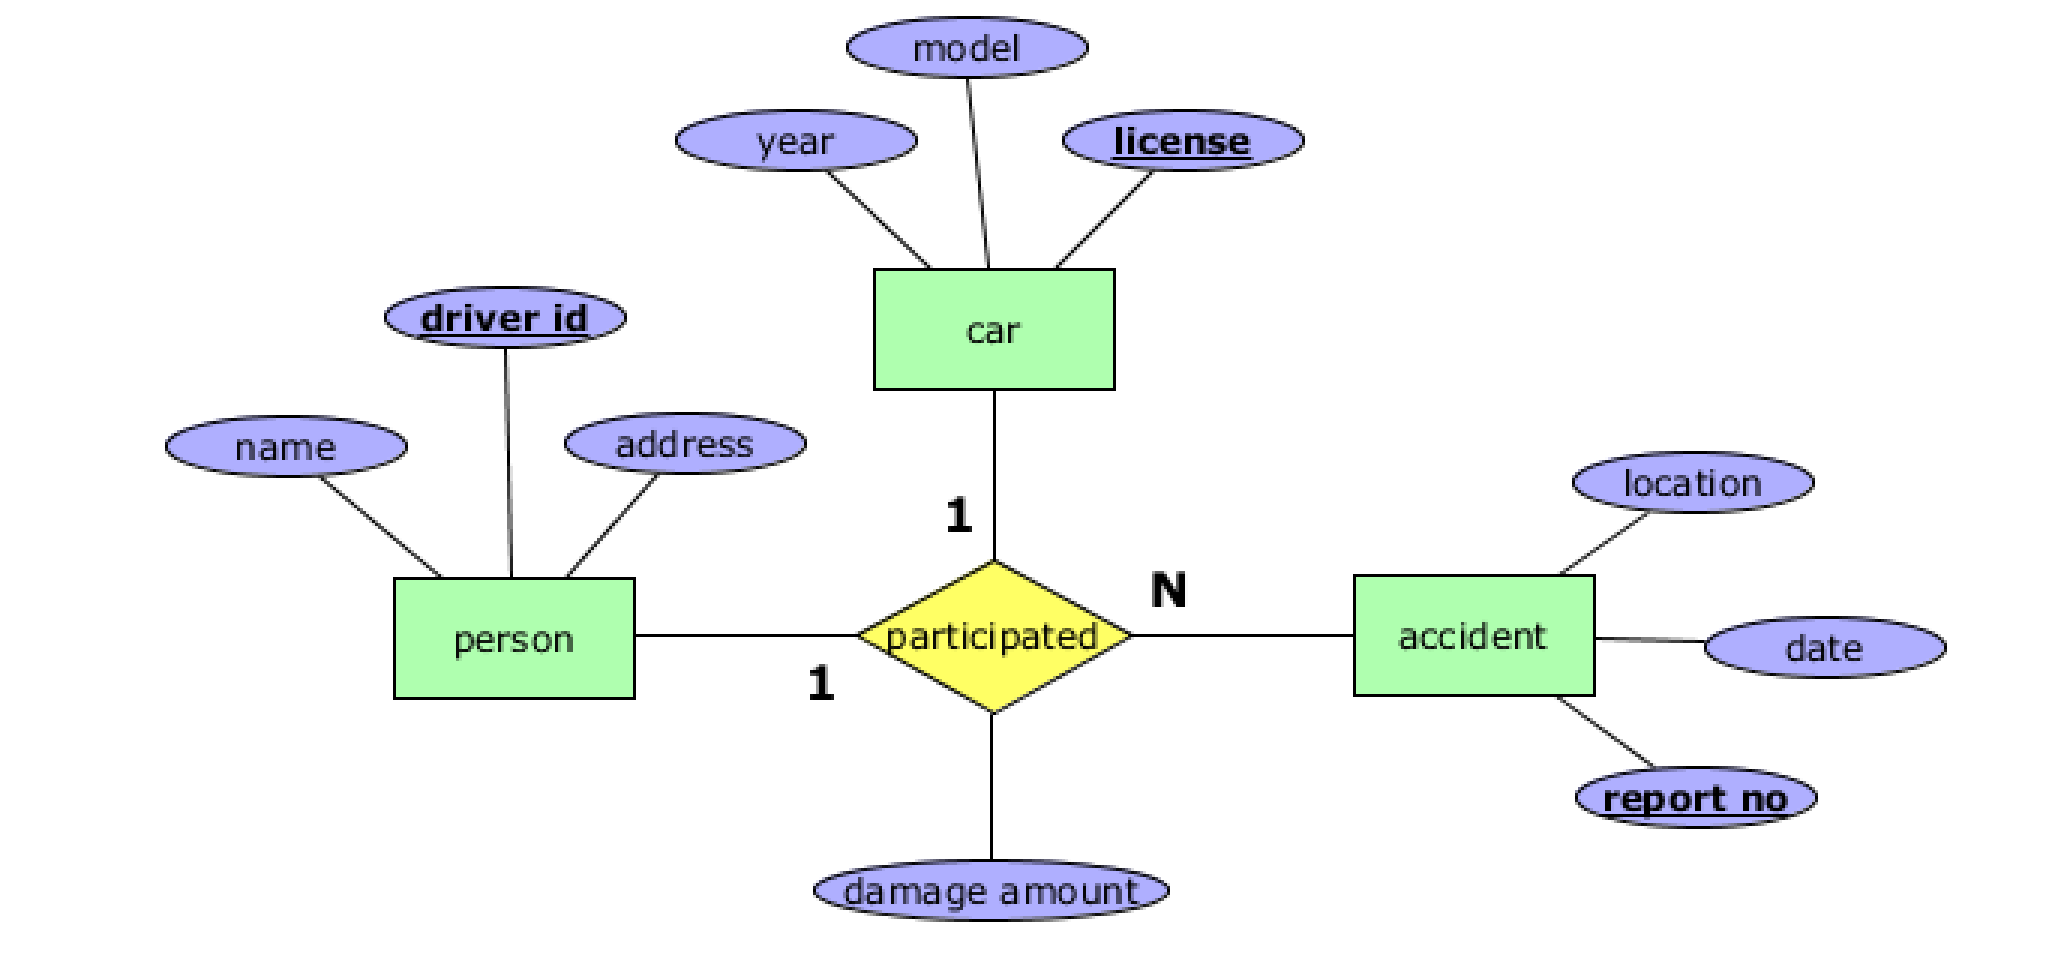 model
year
license
driver id
car
name
address
location
1
N
person
participated
accident
date
1
report no
damage amount